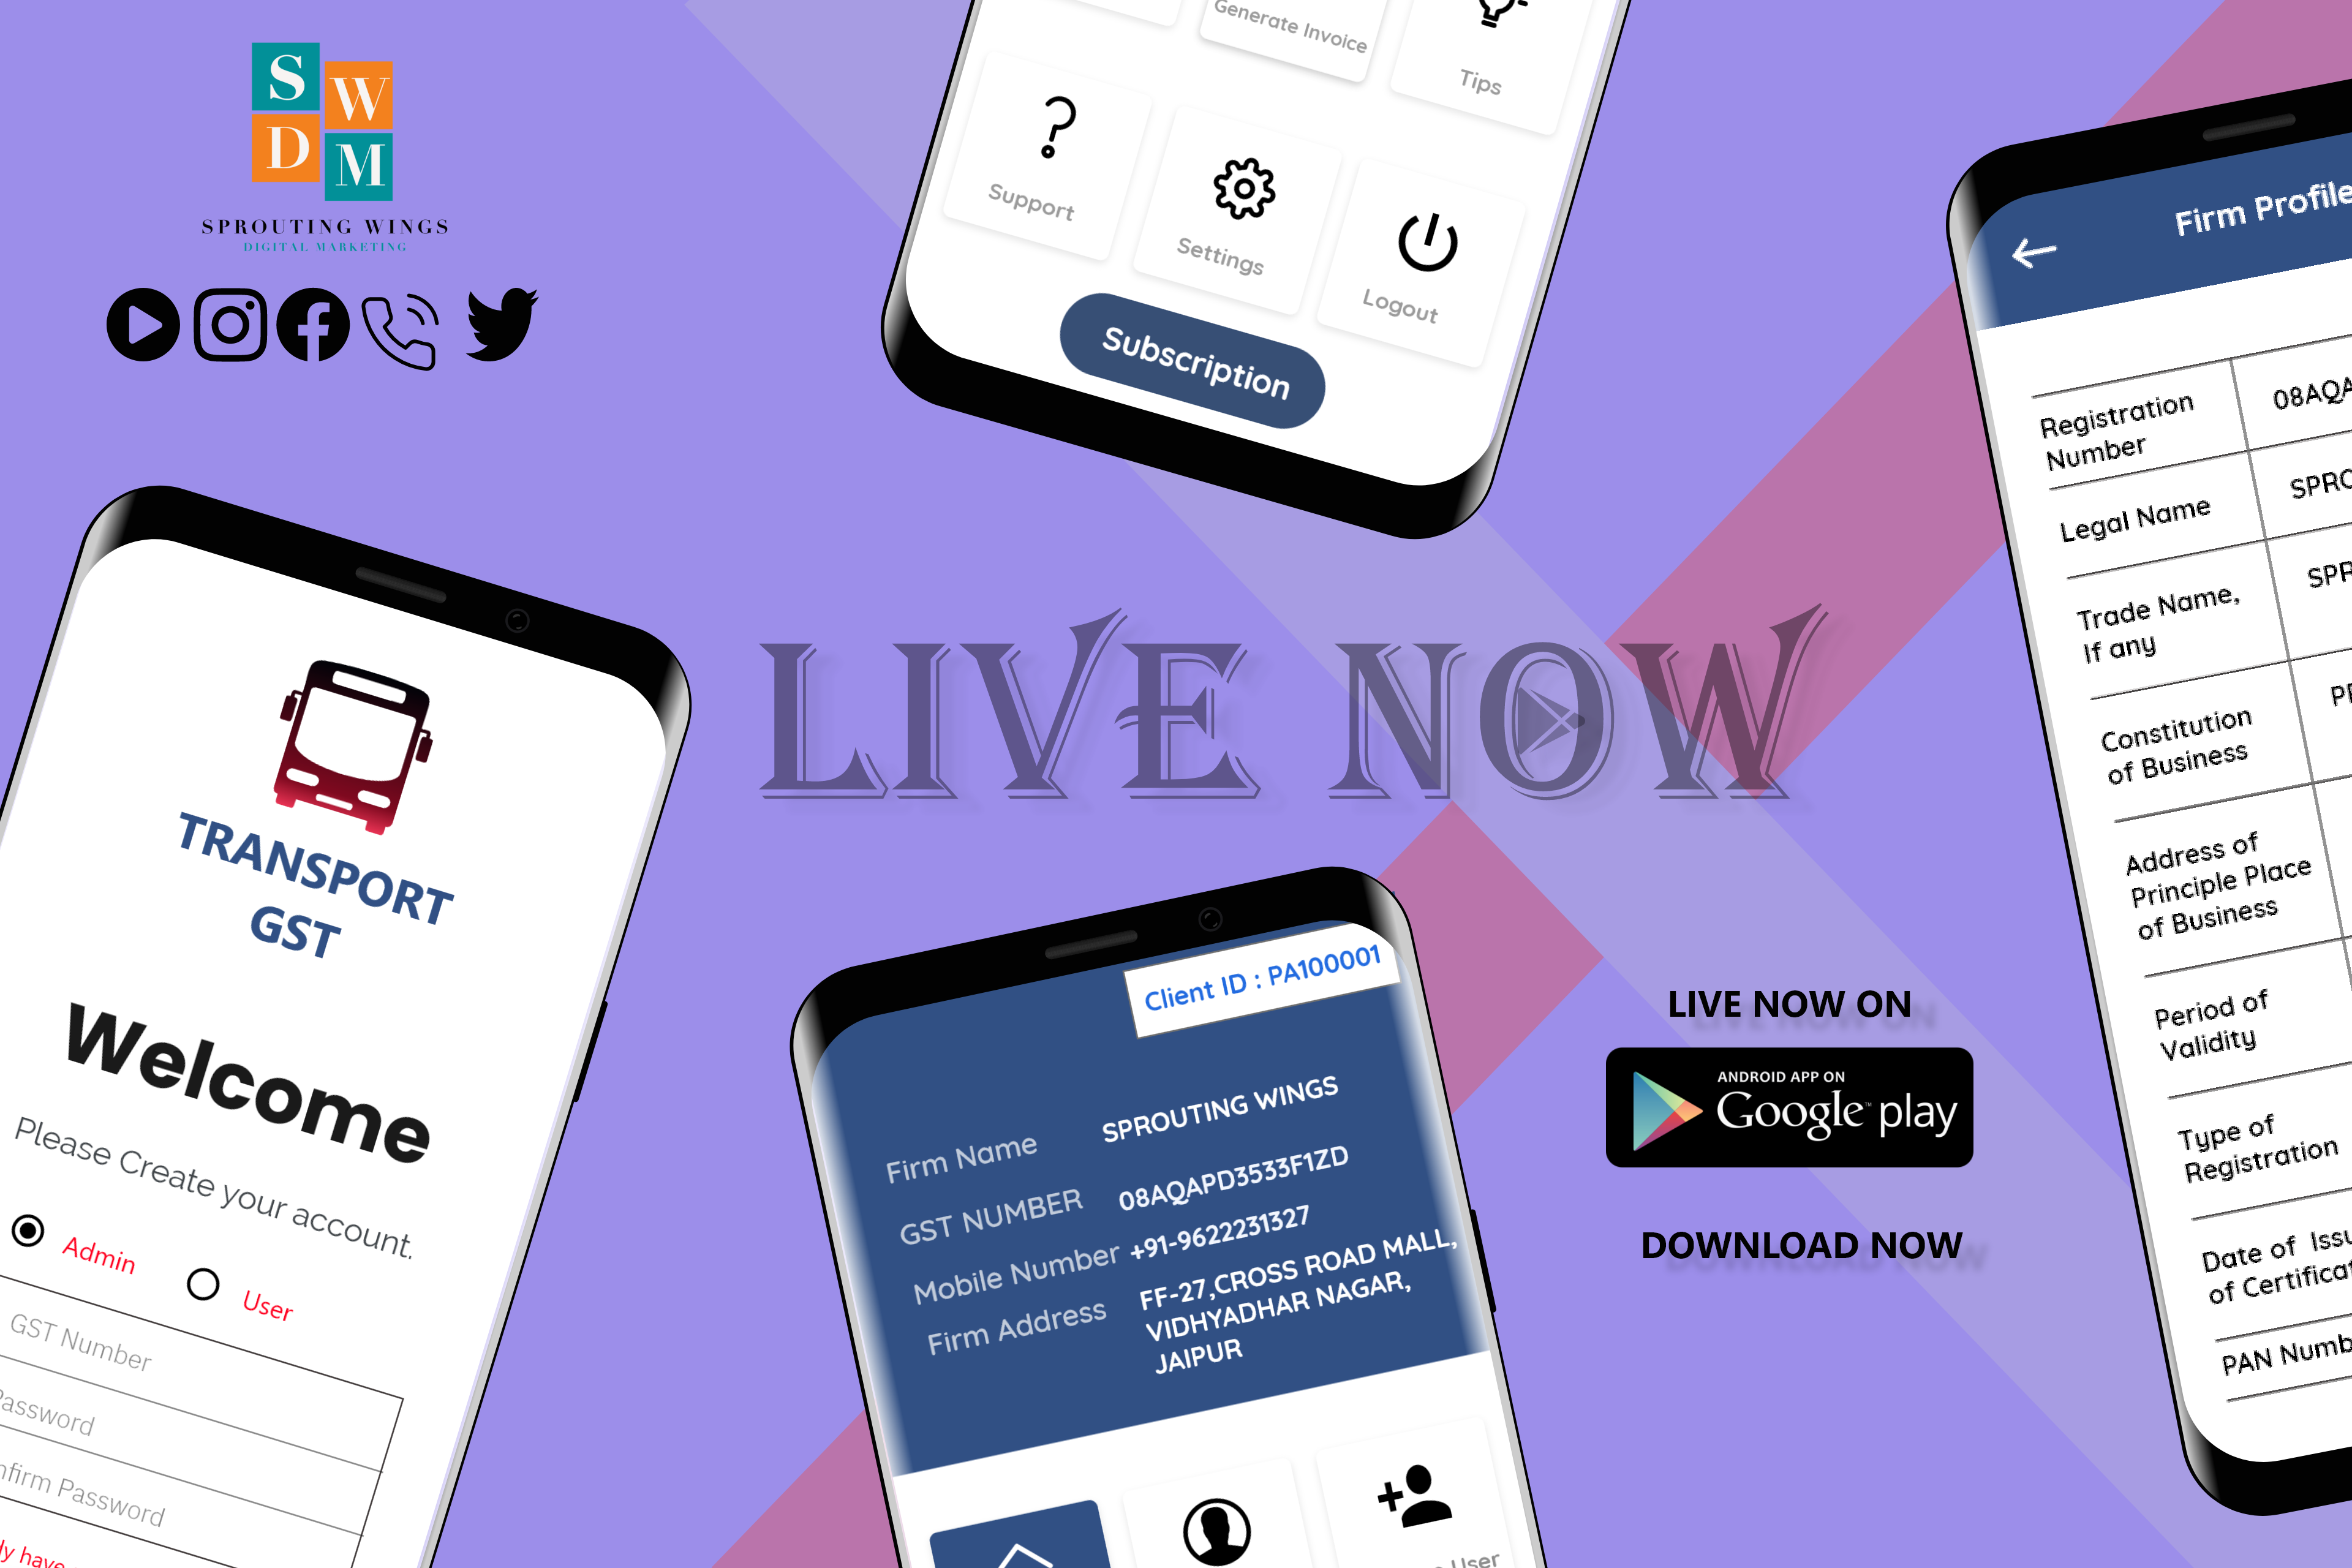 S
W
D
M
SPROUTING WINGS
DIGITAL MARKETING
Generate Invoice
Tips
Support
Settings
Logout
Subscription
Firm Profile
Registration 08AQA
Number
Legal Name SPRO
Trade Name, SPR
If any
Constitution
of Business
Address of
Principle Place
of Business
Period of
Validity
Type of
Registration
Date of Issu
of Certificat
PAN Numb
TRANSPORT
GST
Welcome
Please Create your account.
Admin User
GST Number
Password
nfirm Password
dy have
LIVE NOW
Client ID : PA100001
Firm Name SPROUTING WINGS
GST NUMBER 08AQAPD3533F1ZD
Mobile Number +91-9622231327
Firm Address FF-27,CROSS ROAD MALL,
VIDHYADHAR NAGAR,
JAIPUR
User
LIVE NOW ON
ANDROID APP ON
Google™ play
DOWNLOAD NOW